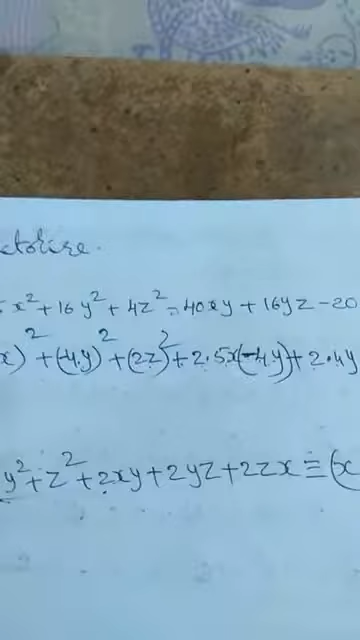 ctorise.
x² + 16y² + 4z² - 40xy + 16yz - 20
x)² + (-4y)² + (2z)² + 2.5x(-4y) + 2.4y
y² + z² + 2xy + 2yz + 2zx ≡ (x